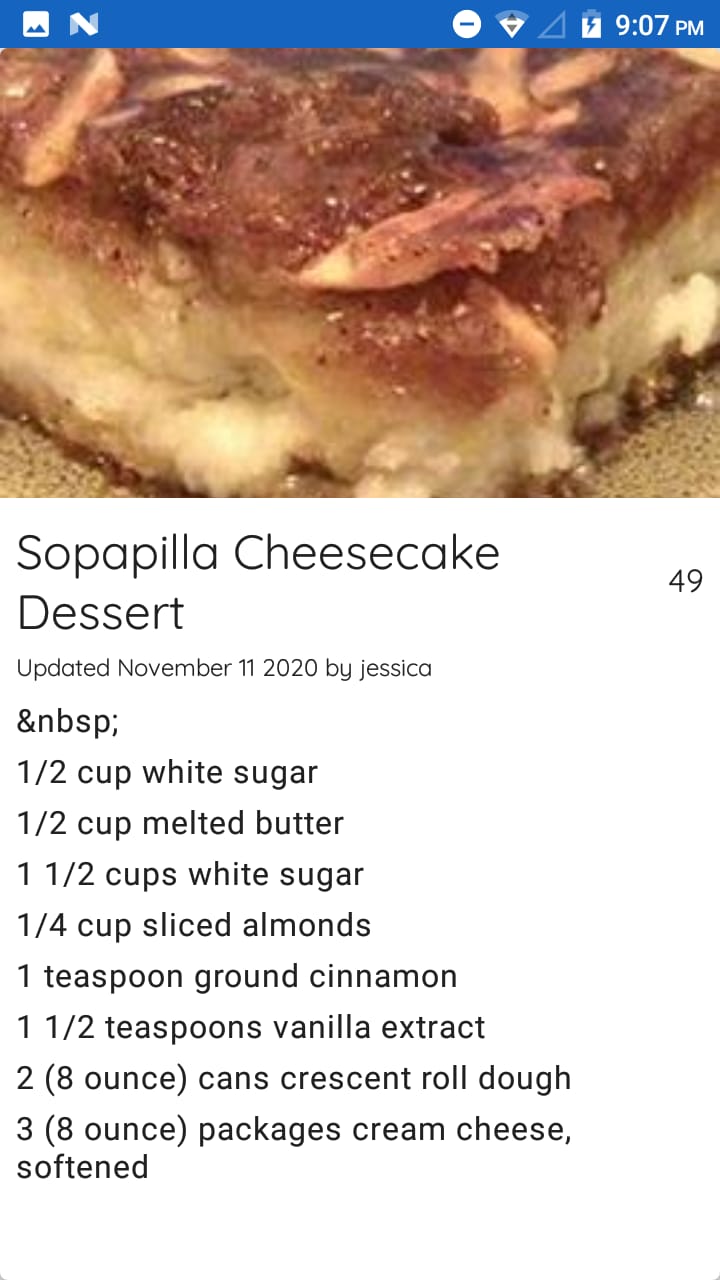 9:07 PM
Sopapilla Cheesecake
Dessert
49
Updated November 11 2020 by jessica
&nbsp;
1/2 cup white sugar
1/2 cup melted butter
1 1/2 cups white sugar
1/4 cup sliced almonds
1 teaspoon ground cinnamon
1 1/2 teaspoons vanilla extract
2 (8 ounce) cans crescent roll dough
3 (8 ounce) packages cream cheese,
softened